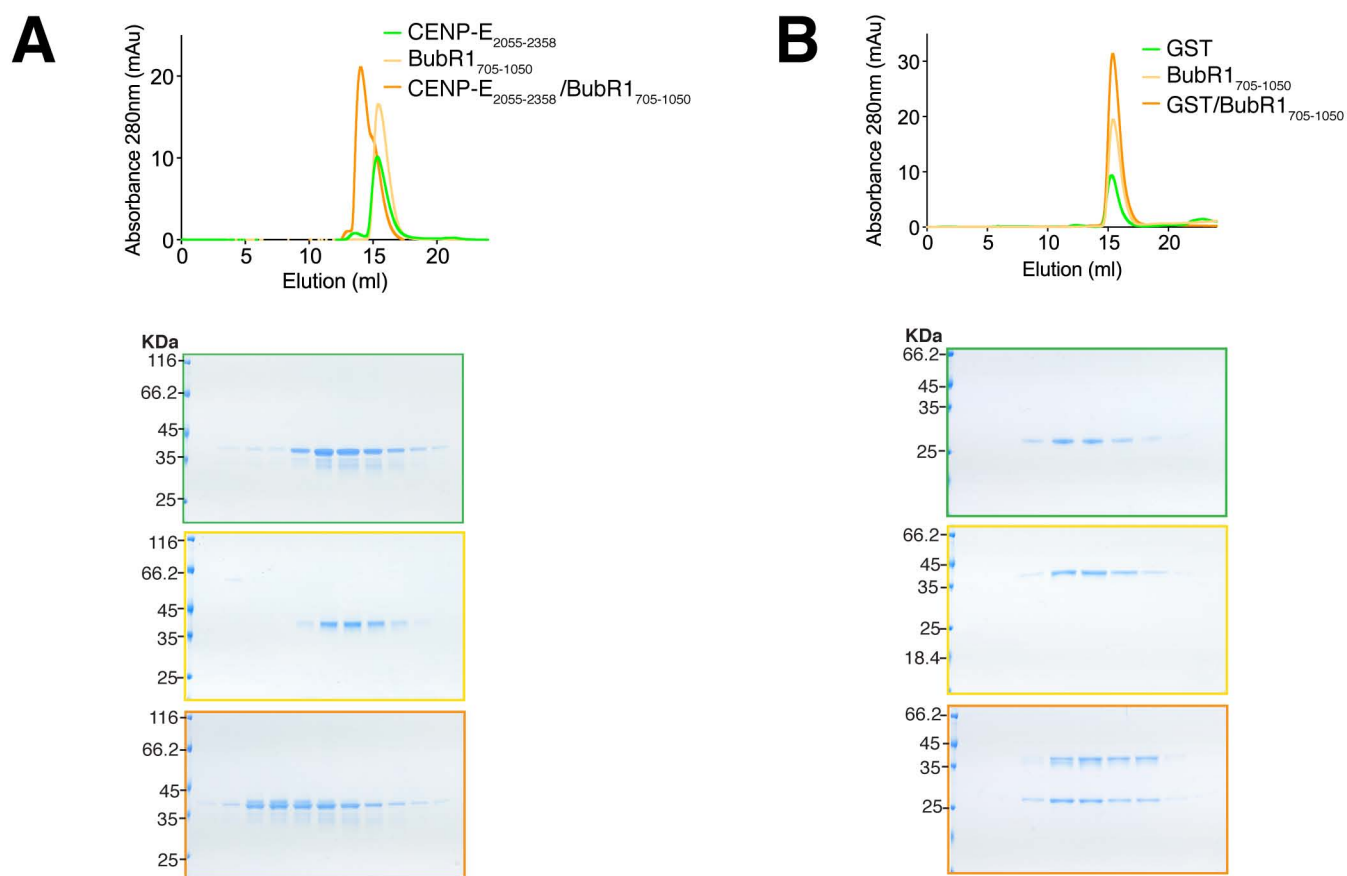 A
Absorbance 280nm (mAu)
20
10
0
0 5 10 15 20
Elution (ml)
CENP-E2055-2358
BubR1705-1050
CENP-E2055-2358/BubR1705-1050
KDa
116
66.2
45
35
25
116
66.2
45
35
25
116
66.2
45
35
25
B
Absorbance 280nm (mAu)
30
20
10
0
0 5 10 15 20
Elution (ml)
GST
BubR1705-1050
GST/BubR1705-1050
KDa
66.2
45
35
25
66.2
45
35
25
18.4
66.2
45
35
25